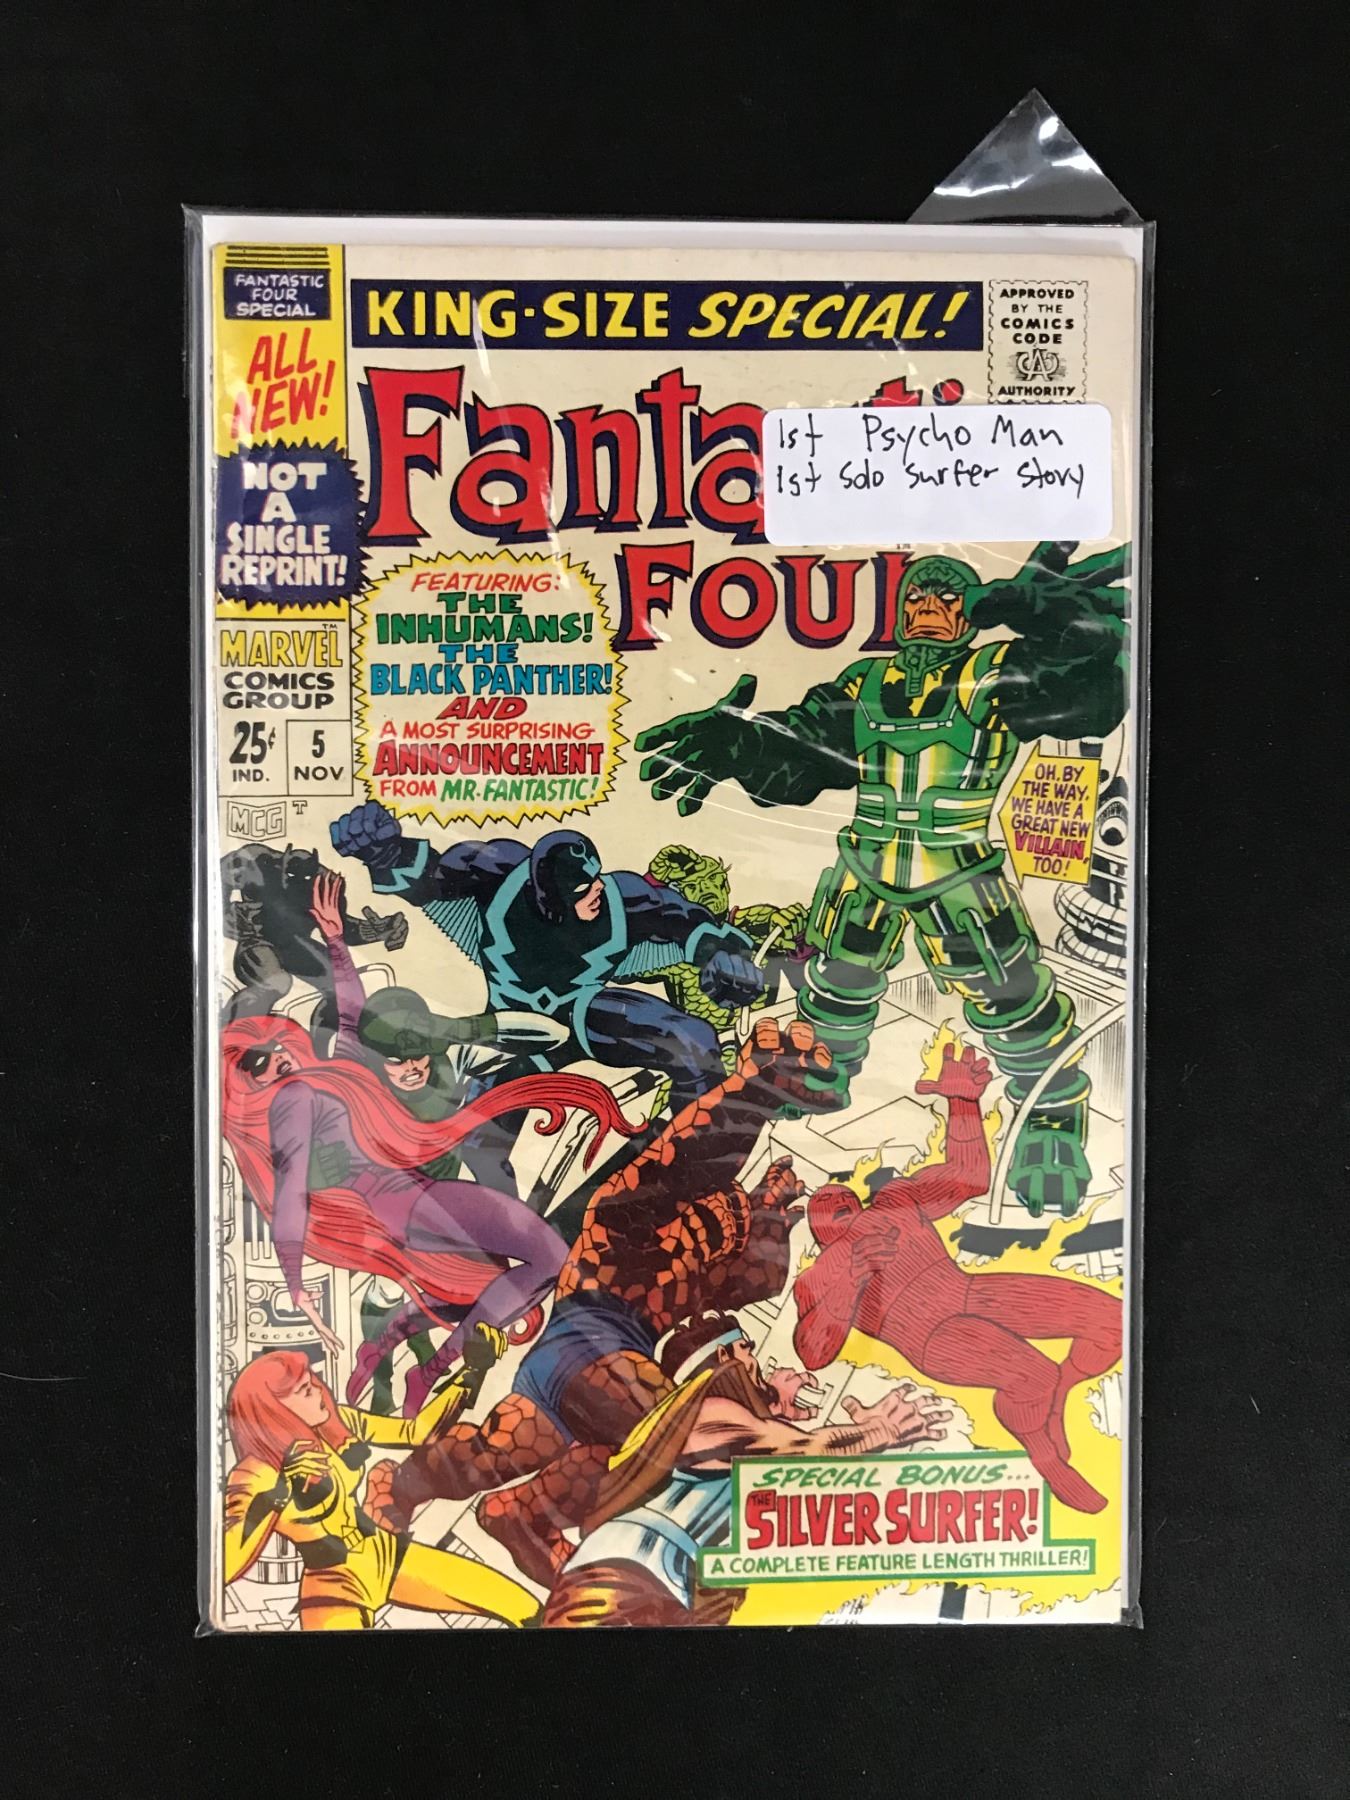 FANTASTIC
FOUR
SPECIAL
ALL
NEW!
NOT
A
SINGLE
REPRINT!
MARVEL™
COMICS
GROUP
25¢
IND.
5
NOV
MCG T
KING-SIZE SPECIAL!
APPROVED
BY THE
COMICS
CODE
CA
AUTHORITY
FOUR
1st Psycho Man
1st Solo Surfer Story
FEATURING:
THE
INHUMANS!
THE
BLACK PANTHER!
AND
A MOST SURPRISING
ANNOUNCEMENT
FROM MR. FANTASTIC!
OH, BY
THE WAY,
WE HAVE A
GREAT NEW
VILLAIN,
TOO!
SPECIAL BONUS...
THE SILVER SURFER!
A COMPLETE FEATURE LENGTH THRILLER!